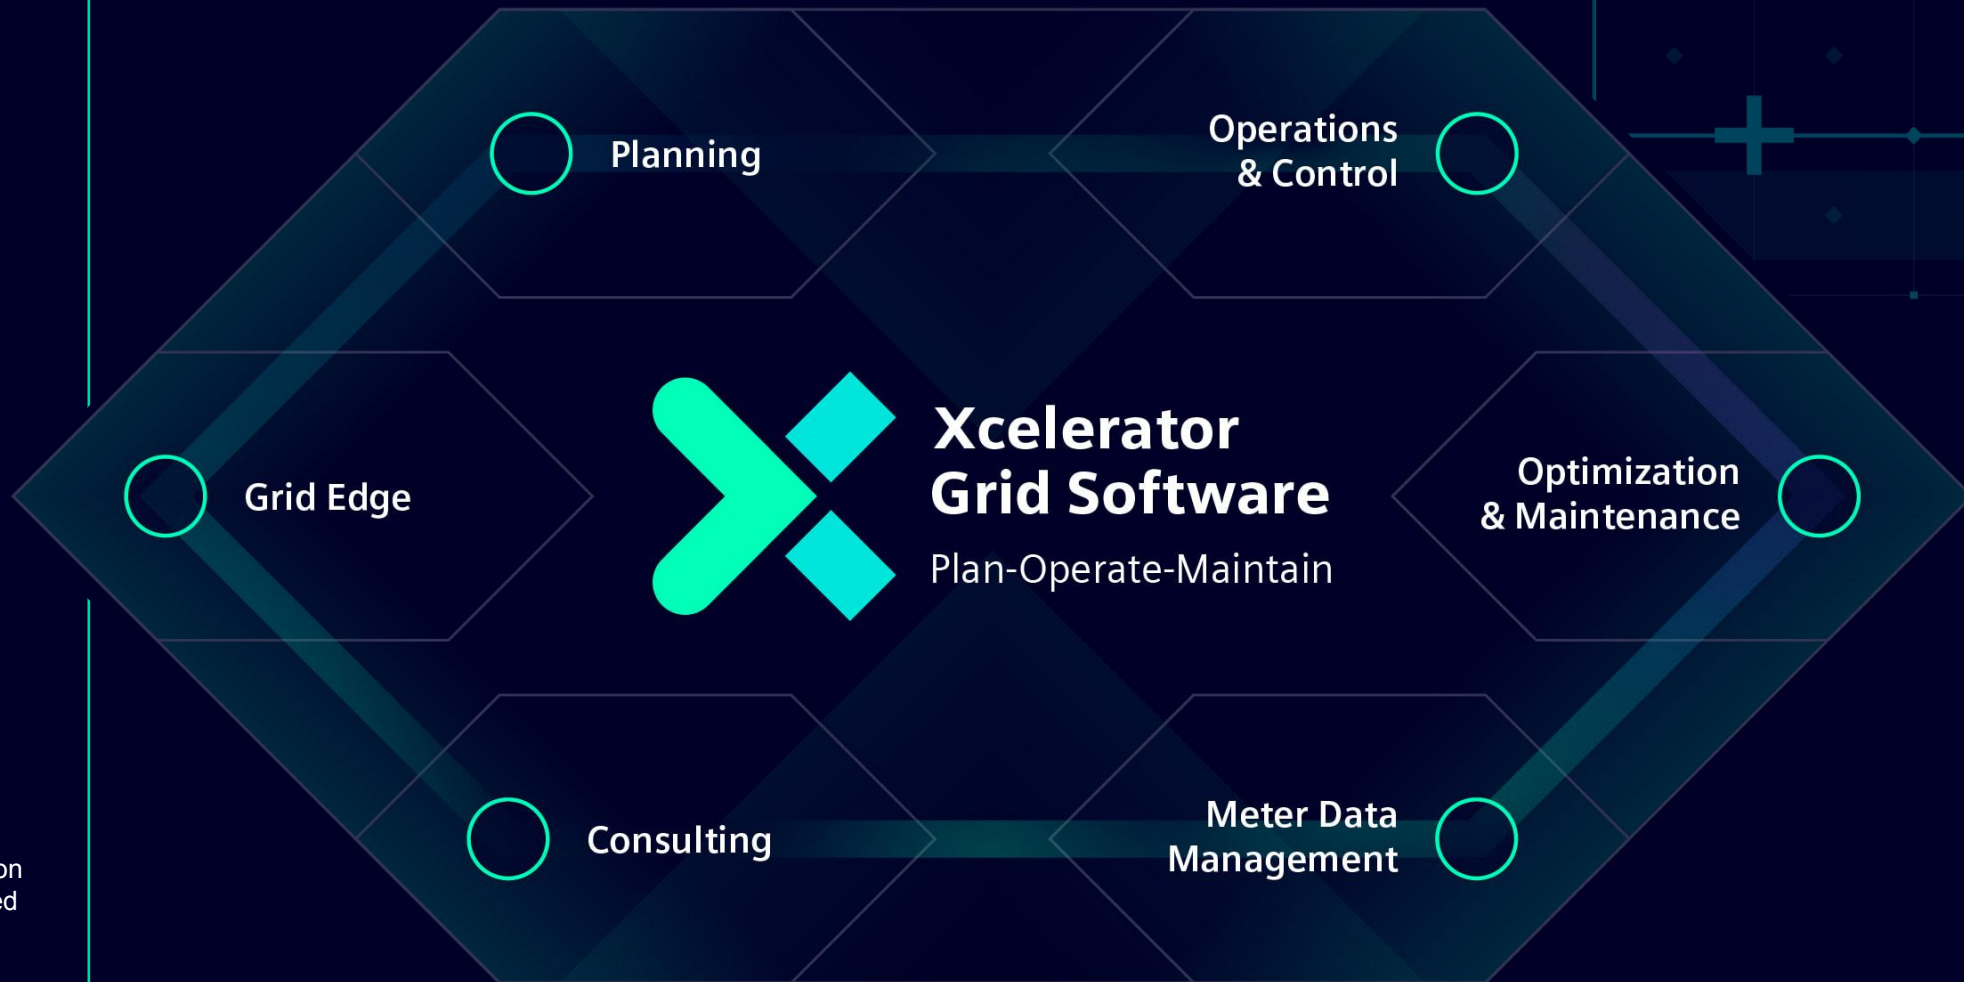 Planning
Operations
& Control
Xcelerator
Grid Software
Plan-Operate-Maintain
Grid Edge
Optimization
& Maintenance
Consulting
Meter Data
Management